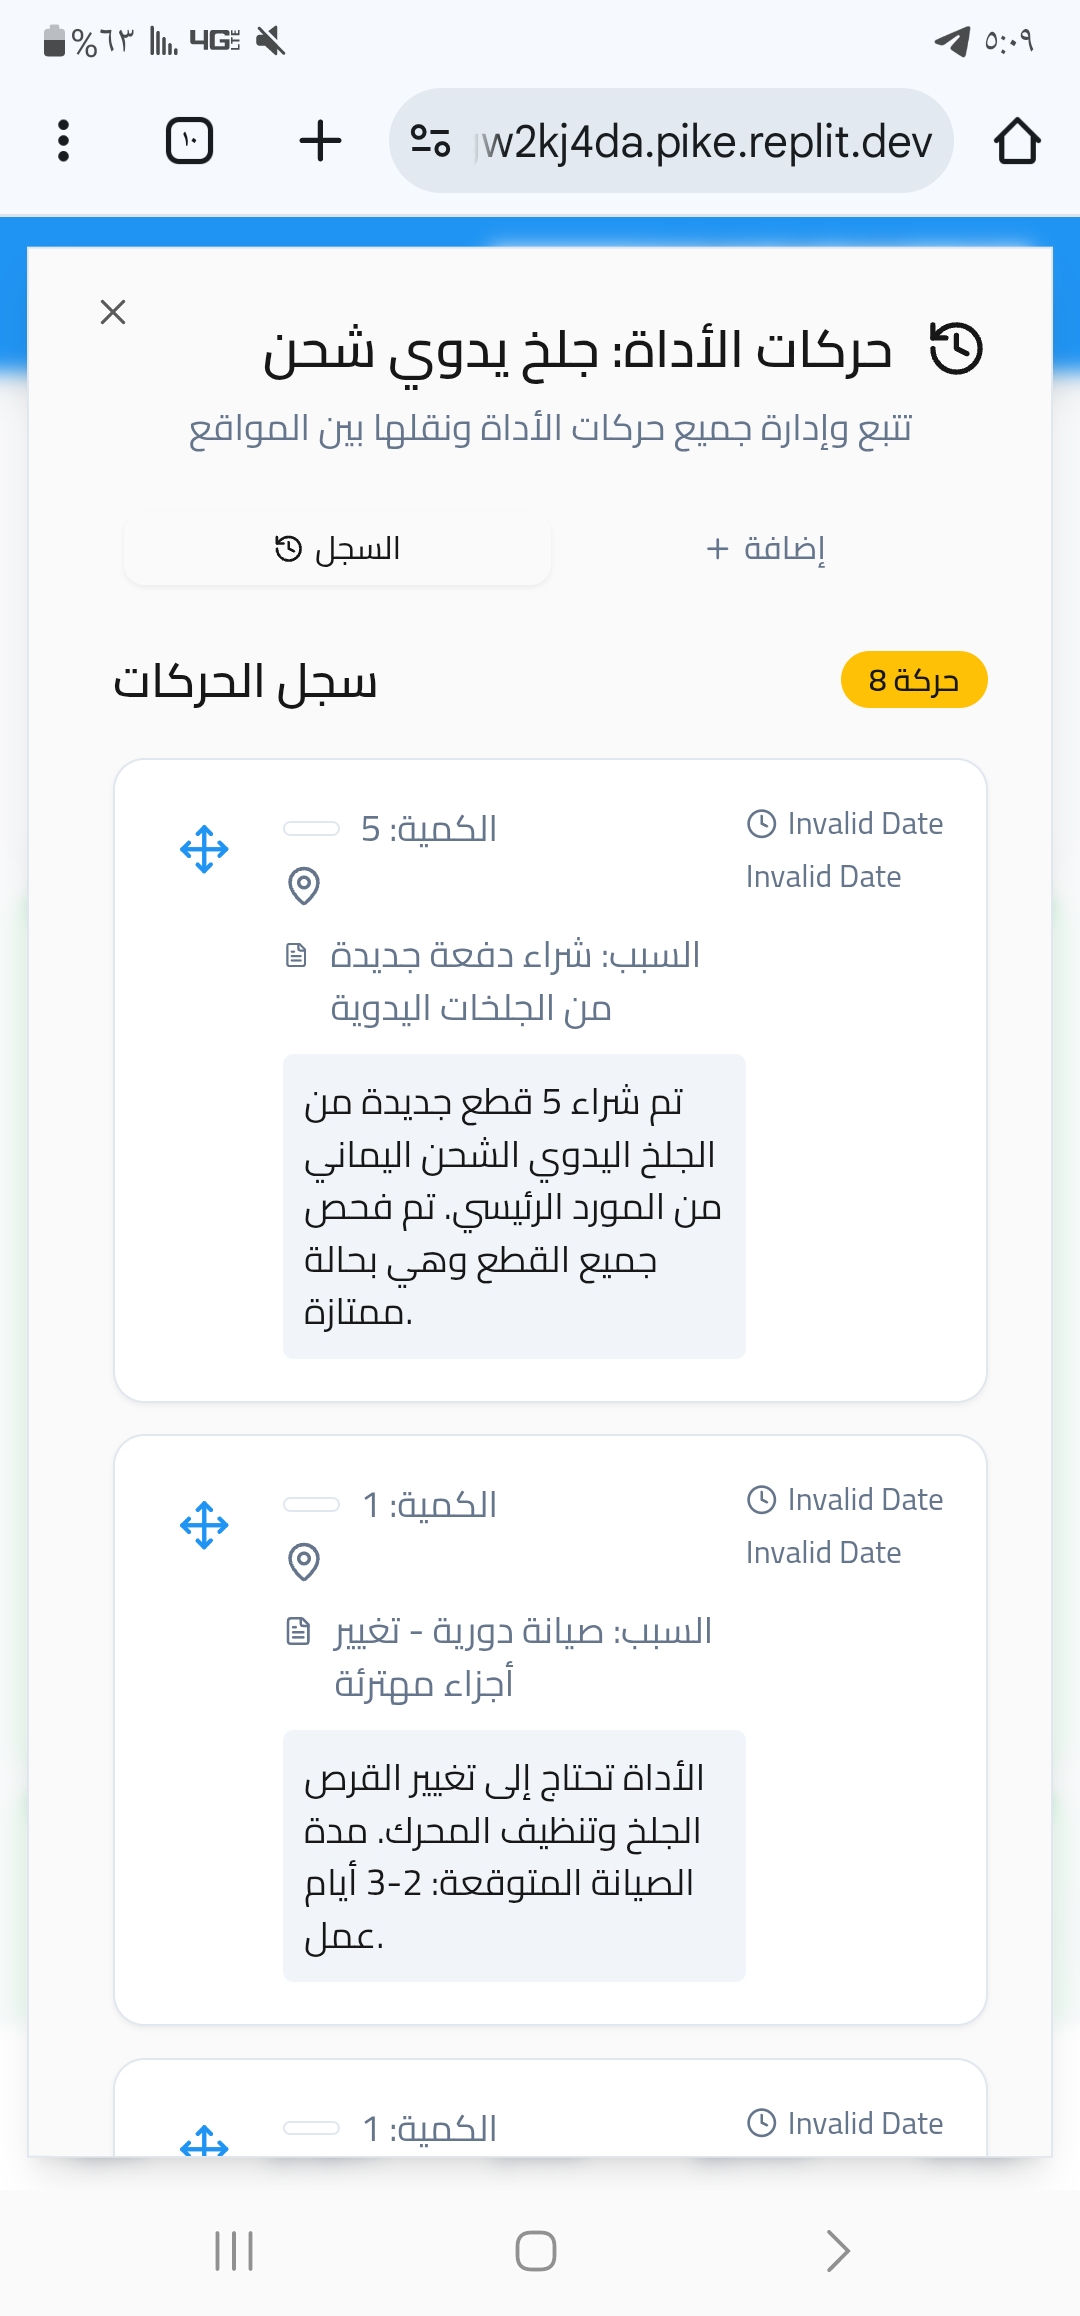 %٦٣ 4G LTE ٥:٠٩
١٠ w2kj4da.pike.replit.dev
حركات الأداة: جلخ يدوي شحن
تتبع وإدارة جميع حركات الأداة ونقلها بين المواقع
إضافة +
السجل
سجل الحركات
حركة 8
الكمية: 5
Invalid Date
Invalid Date
السبب: شراء دفعة جديدة
من الجلخات اليدوية
تم شراء 5 قطع جديدة من
الجلخ اليدوي الشحن اليماني
من المورد الرئيسي. تم فحص
جميع القطع وهي بحالة
ممتازة.
الكمية: 1
Invalid Date
Invalid Date
السبب: صيانة دورية - تغيير
أجزاء مهترئة
الأداة تحتاج إلى تغيير القرص
الجلخ وتنظيف المحرك. مدة
الصيانة المتوقعة: 2-3 أيام
عمل.
الكمية: 1
Invalid Date